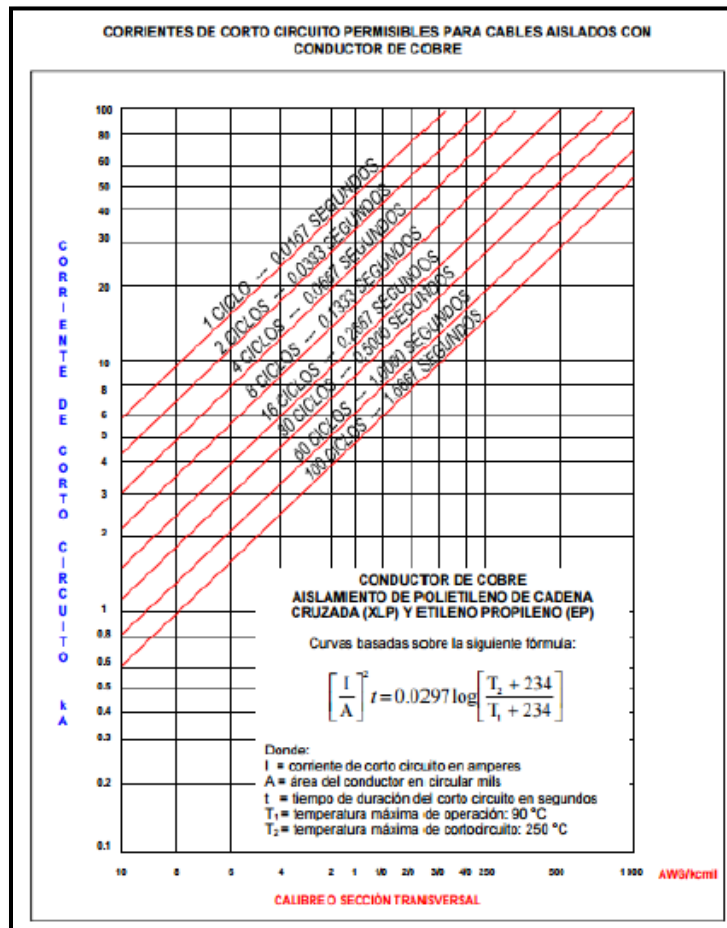 CORRIENTES DE CORTO CIRCUITO PERMISIBLES PARA CABLES AISLADOS CON
CONDUCTOR DE COBRE
CORRIENTE DE CORTO CIRCUITO kA
100
80
60
50
40
30
20
10
8
6
5
4
3
2
1
0.8
0.6
0.5
0.4
0.3
0.2
0.1
1 CICLO --- 0.0167 SEGUNDOS
2 CICLOS --- 0.0333 SEGUNDOS
4 CICLOS --- 0.0667 SEGUNDOS
8 CICLOS --- 0.1333 SEGUNDOS
16 CICLOS --- 0.2667 SEGUNDOS
30 CICLOS --- 0.5000 SEGUNDOS
60 CICLOS --- 1.0000 SEGUNDOS
100 CICLOS --- 1.6667 SEGUNDOS
CONDUCTOR DE COBRE
AISLAMIENTO DE POLIETILENO DE CADENA
CRUZADA (XLP) Y ETILENO PROPILENO (EP)
Curvas basadas sobre la siguiente fórmula:
[I/A]² t = 0.0297 log[(T₂ + 234)/(T₁ + 234)]
Donde:
I = corriente de corto circuito en amperes
A = área del conductor en circular mils
t = tiempo de duración del corto circuito en segundos
T₁ = temperatura máxima de operación: 90 °C
T₂ = temperatura máxima de cortocircuito: 250 °C
10 8 6 4 2 1 1/0 2/0 3/0 4/0 250 500 1000 AWG/kcmil
CALIBRE O SECCIÓN TRANSVERSAL